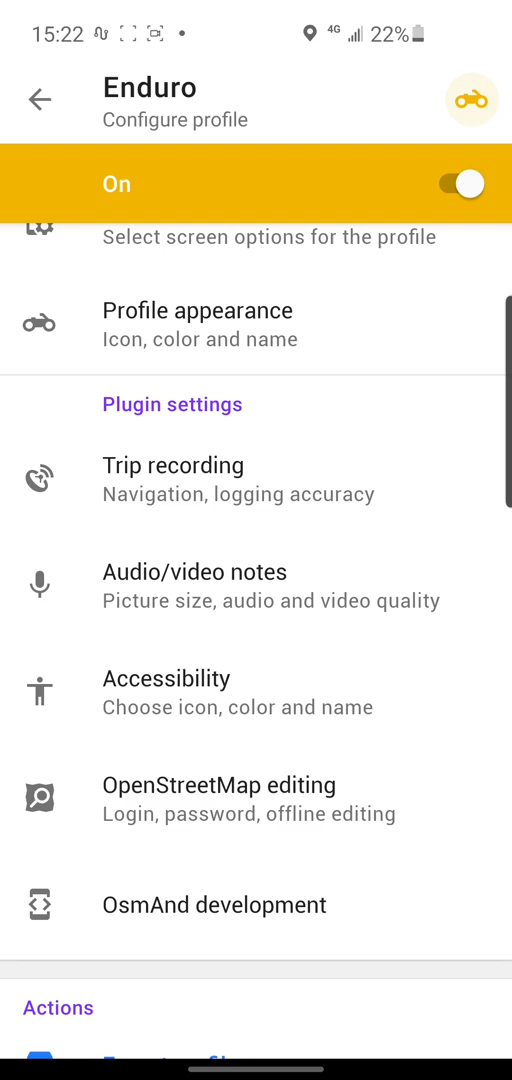 15:22 4G 22%
Enduro
Configure profile
On
Select screen options for the profile
Profile appearance
Icon, color and name
Plugin settings
Trip recording
Navigation, logging accuracy
Audio/video notes
Picture size, audio and video quality
Accessibility
Choose icon, color and name
OpenStreetMap editing
Login, password, offline editing
OsmAnd development
Actions